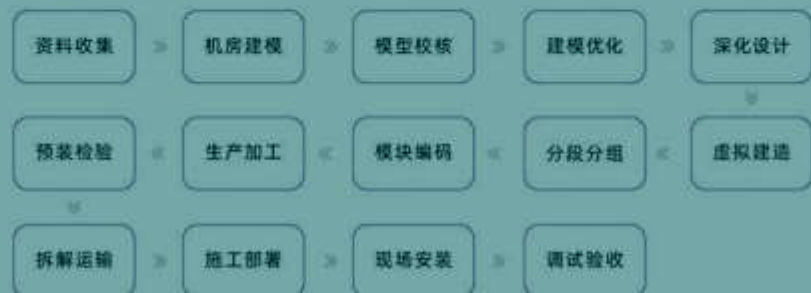 资料收集 » 机房建模 » 模型校核 » 建模优化 » 深化设计
预装检验 « 生产加工 « 模块编码 « 分段分组 « 虚拟建造
拆解运输 » 施工部署 » 现场安装 » 调试验收